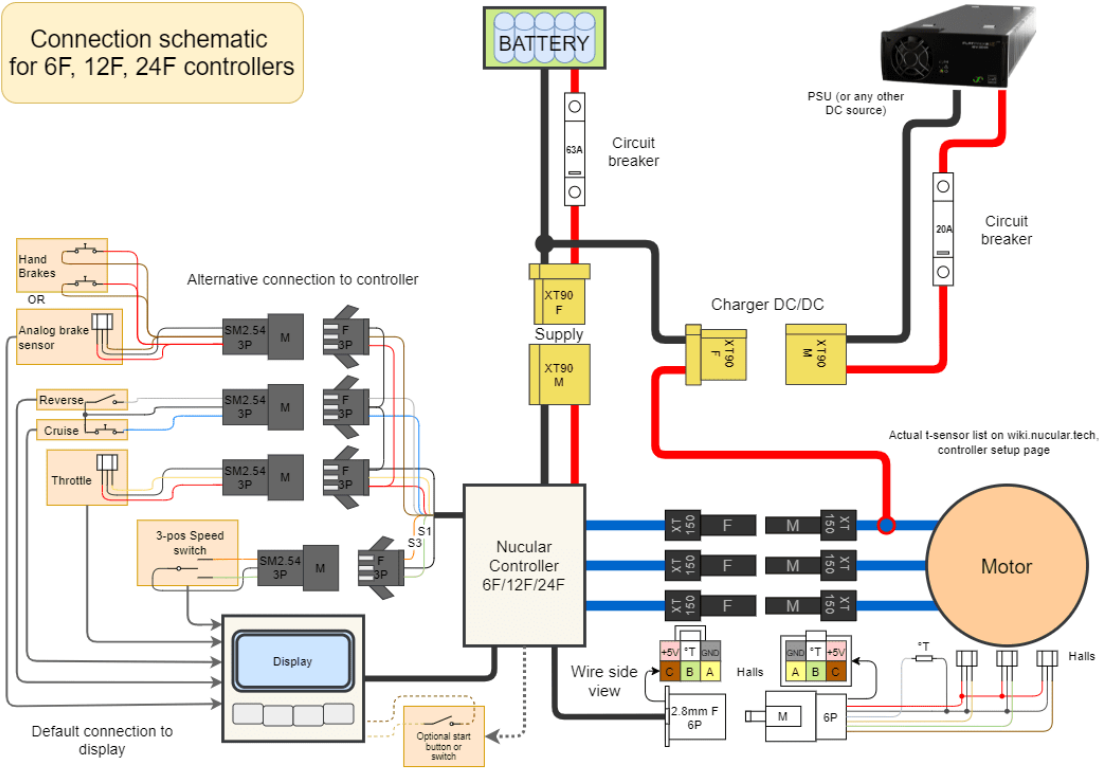 Connection schematic
for 6F, 12F, 24F controllers
BATTERY
PSU (or any other
DC source)
63A
Circuit
breaker
20A
Circuit
breaker
Hand
Brakes
OR
Analog brake
sensor
Alternative connection to controller
SM2.54
3P
M
F
3P
XT90
F
Supply
XT90
M
Charger DC/DC
XT90
F
XT90
M
Reverse
Cruise
SM2.54
3P
M
F
3P
Actual t-sensor list on wiki.nucular.tech,
controller setup page
Throttle
SM2.54
3P
M
F
3P
3-pos Speed
switch
SM2.54
3P
M
F
3P
S1
S3
Nucular
Controller
6F/12F/24F
XT
150
F
M
XT
150
XT
150
F
M
XT
150
XT
150
F
M
XT
150
Motor
Display
Wire side
view
+5V
°T
GND
C
B
A
Halls
GND
°T
+5V
A
B
C
°T
Halls
2.8mm F
6P
M
6P
Default connection to
display
Optional start
button or
switch